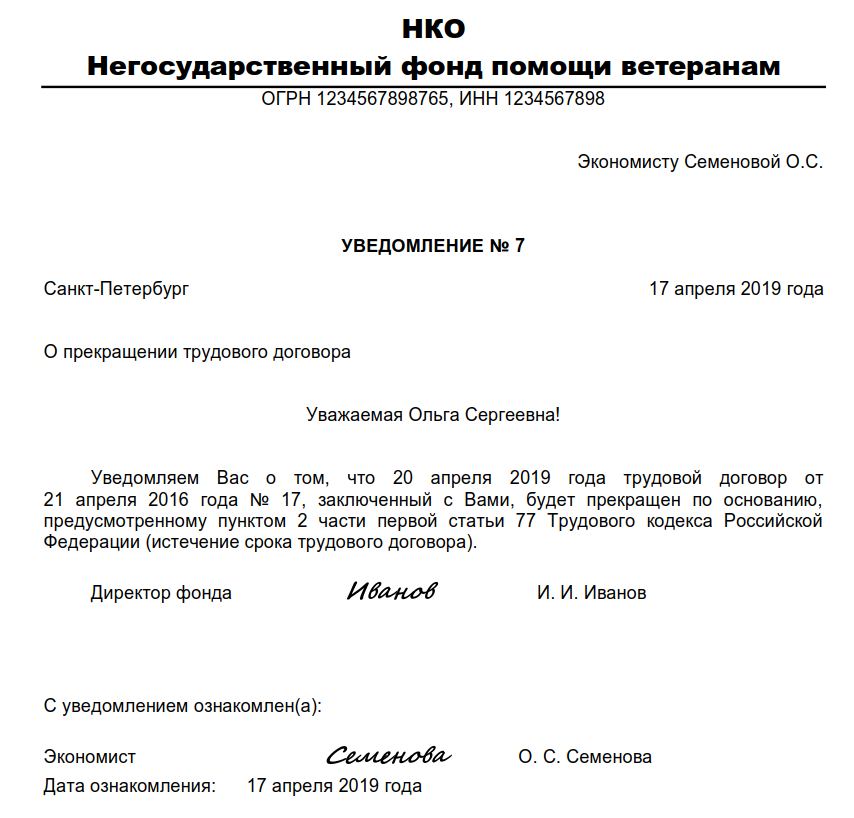 НКО
Негосударственный фонд помощи ветеранам
ОГРН 1234567898765, ИНН 1234567898
Экономисту Семеновой О.С.
УВЕДОМЛЕНИЕ № 7
Санкт-Петербург 17 апреля 2019 года
О прекращении трудового договора
Уважаемая Ольга Сергеевна!
Уведомляем Вас о том, что 20 апреля 2019 года трудовой договор от
21 апреля 2016 года № 17, заключенный с Вами, будет прекращен по основанию,
предусмотренному пунктом 2 части первой статьи 77 Трудового кодекса Российской
Федерации (истечение срока трудового договора).
Директор фонда Иванов И. И. Иванов
С уведомлением ознакомлен(а):
Экономист Семенова О. С. Семенова
Дата ознакомления: 17 апреля 2019 года